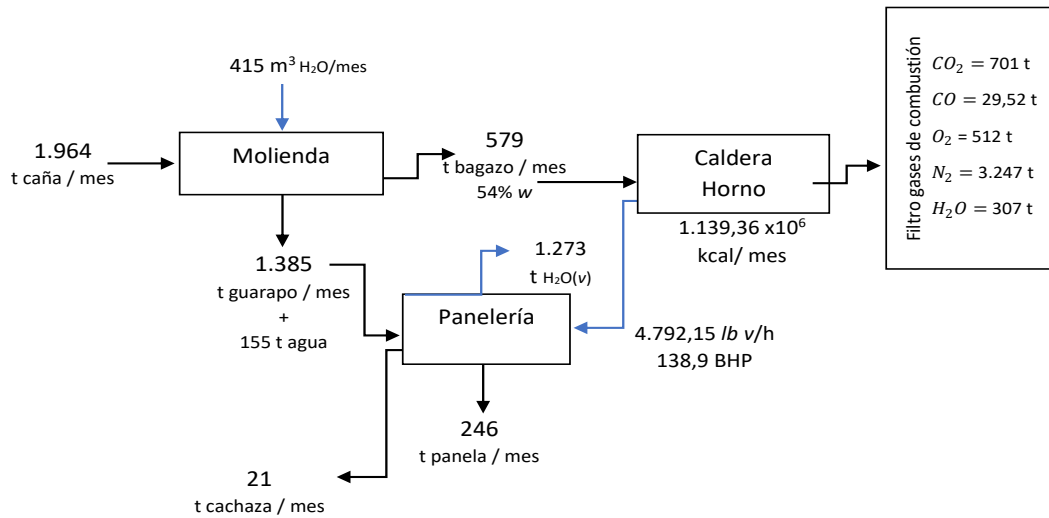 415 m³ H₂O/mes
1.964
t caña / mes
Molienda
579
t bagazo / mes
54% w
Caldera
Horno
1.139,36 x10⁶
kcal/ mes
Filtro gases de combustión
CO₂ = 701 t
CO = 29,52 t
O₂ = 512 t
N₂ = 3.247 t
H₂O = 307 t
1.385
t guarapo / mes
+
155 t agua
1.273
t H₂O(v)
Panelería
4.792,15 lb v/h
138,9 BHP
246
t panela / mes
21
t cachaza / mes